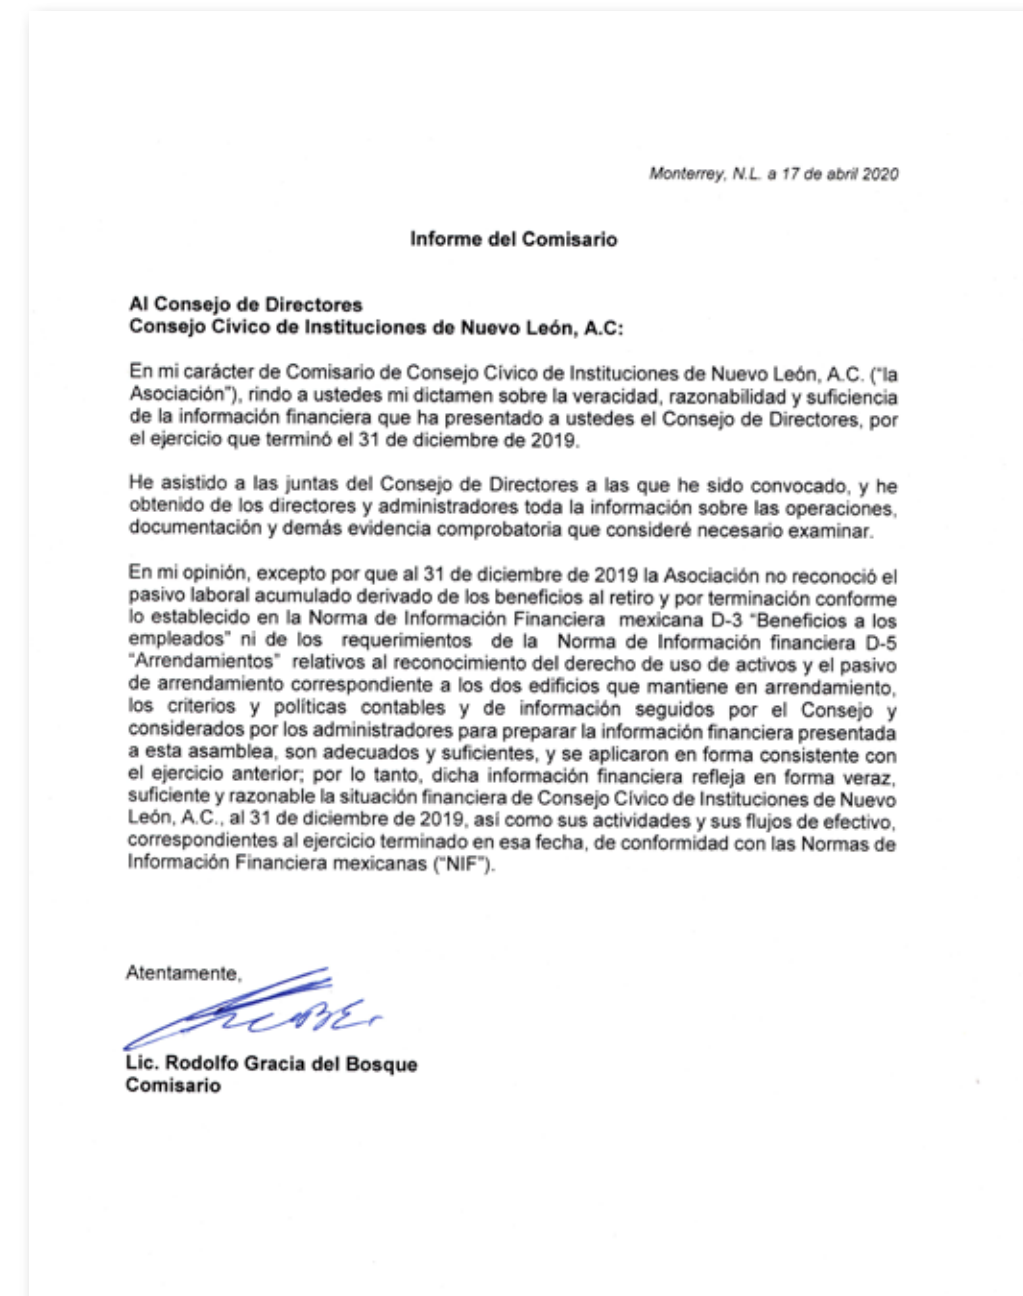 Monterrey, N.L. a 17 de abril 2020
Informe del Comisario
Al Consejo de Directores
Consejo Cívico de Instituciones de Nuevo León, A.C:
En mi carácter de Comisario de Consejo Cívico de Instituciones de Nuevo León, A.C. (“la
Asociación”), rindo a ustedes mi dictamen sobre la veracidad, razonabilidad y suficiencia
de la información financiera que ha presentado a ustedes el Consejo de Directores, por
el ejercicio que terminó el 31 de diciembre de 2019.
He asistido a las juntas del Consejo de Directores a las que he sido convocado, y he
obtenido de los directores y administradores toda la información sobre las operaciones,
documentación y demás evidencia comprobatoria que consideré necesario examinar.
En mi opinión, excepto por que al 31 de diciembre de 2019 la Asociación no reconoció el
pasivo laboral acumulado derivado de los beneficios al retiro y por terminación conforme
lo establecido en la Norma de Información Financiera mexicana D-3 “Beneficios a los
empleados” ni de los requerimientos de la Norma de Información financiera D-5
“Arrendamientos” relativos al reconocimiento del derecho de uso de activos y el pasivo
de arrendamiento correspondiente a los dos edificios que mantiene en arrendamiento,
los criterios y políticas contables y de información seguidos por el Consejo y
considerados por los administradores para preparar la información financiera presentada
a esta asamblea, son adecuados y suficientes, y se aplicaron en forma consistente con
el ejercicio anterior; por lo tanto, dicha información financiera refleja en forma veraz,
suficiente y razonable la situación financiera de Consejo Cívico de Instituciones de Nuevo
León, A.C., al 31 de diciembre de 2019, así como sus actividades y sus flujos de efectivo,
correspondientes al ejercicio terminado en esa fecha, de conformidad con las Normas de
Información Financiera mexicanas (“NIF”).
Atentamente,
Lic. Rodolfo Gracia del Bosque
Comisario